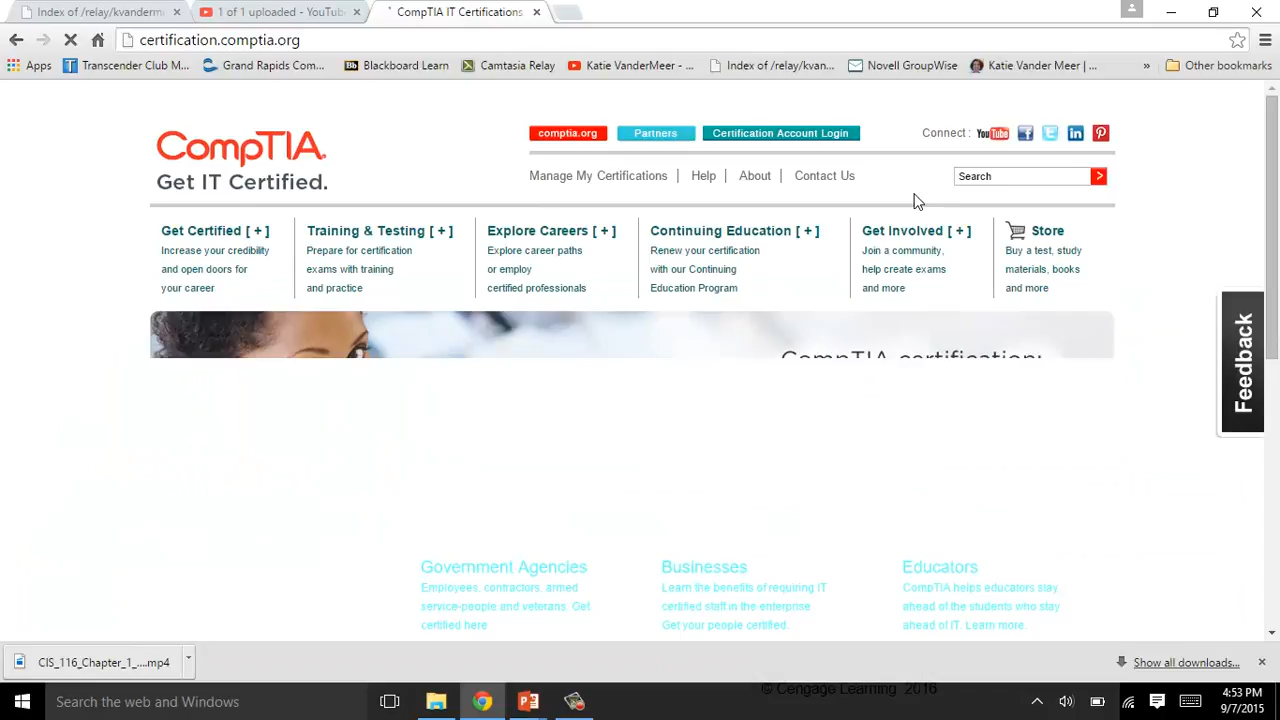 Index of /relay/kvanderme
1 of 1 uploaded - YouTube
CompTIA IT Certifications
certification.comptia.org
Apps
Transcender Club M...
Grand Rapids Com...
Blackboard Learn
Camtasia Relay
Katie VanderMeer - ...
Index of /relay/kvan...
Novell GroupWise
Katie Vander Meer | ...
»
Other bookmarks
CompTIA.
Get IT Certified.
comptia.org
Partners
Certification Account Login
Connect :
YouTube
Manage My Certifications
Help
About
Contact Us
Search
Get Certified [ + ]
Increase your credibility
and open doors for
your career
Training & Testing [ + ]
Prepare for certification
exams with training
and practice
Explore Careers [ + ]
Explore career paths
or employ
certified professionals
Continuing Education [ + ]
Renew your certification
with our Continuing
Education Program
Get Involved [ + ]
Join a community,
help create exams
and more
Store
Buy a test, study
materials, books
and more
CompTIA certification:
Feedback
Government Agencies
Employees, contractors, armed
service-people and veterans. Get
certified here
Businesses
Learn the benefits of requiring IT
certified staff in the enterprise
Get your people certified.
Educators
CompTIA helps educators stay
ahead of the students who stay
ahead of IT. Learn more.
CIS_116_Chapter_1_....mp4
Show all downloads...
© Cengage Learning 2016
Search the web and Windows
4:53 PM
9/7/2015